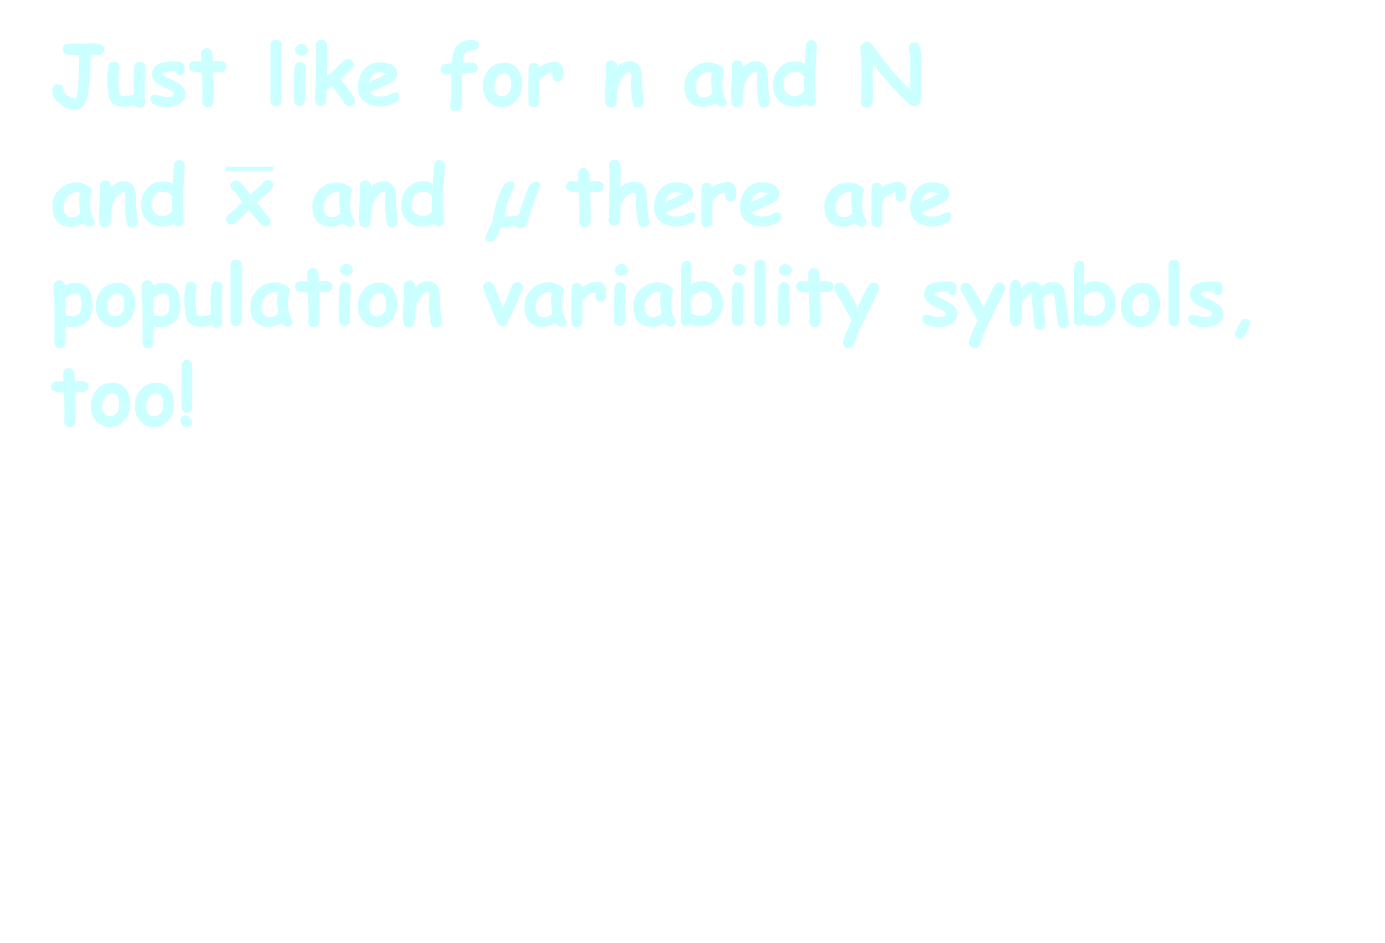 Just like for n and N
and x̅ and µ there are
population variability symbols,
too!